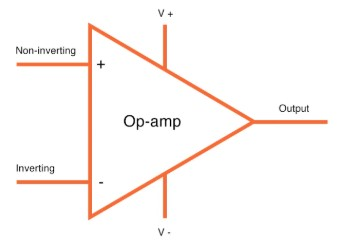 V +
Non-inverting
+
Op-amp
Output
Inverting
-
V -